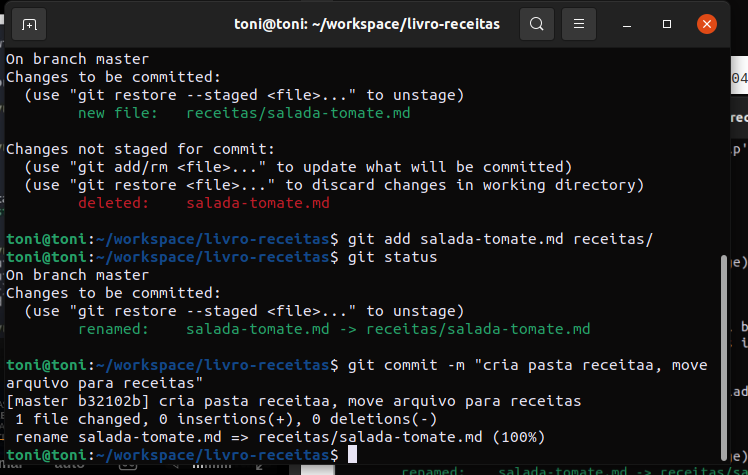 toni@toni: ~/workspace/livro-receitas
On branch master
Changes to be committed:
  (use "git restore --staged <file>..." to unstage)
        new file:   receitas/salada-tomate.md
Changes not staged for commit:
  (use "git add/rm <file>..." to update what will be committed)
  (use "git restore <file>..." to discard changes in working directory)
        deleted:    salada-tomate.md
toni@toni:~/workspace/livro-receitas$ git add salada-tomate.md receitas/
toni@toni:~/workspace/livro-receitas$ git status
On branch master
Changes to be committed:
  (use "git restore --staged <file>..." to unstage)
        renamed:    salada-tomate.md -> receitas/salada-tomate.md
toni@toni:~/workspace/livro-receitas$ git commit -m "cria pasta receitaa, move
arquivo para receitas"
[master b32102b] cria pasta receitaa, move arquivo para receitas
 1 file changed, 0 insertions(+), 0 deletions(-)
 rename salada-tomate.md => receitas/salada-tomate.md (100%)
toni@toni:~/workspace/livro-receitas$
renamed:    salada-tomate.md -> receitas/sa